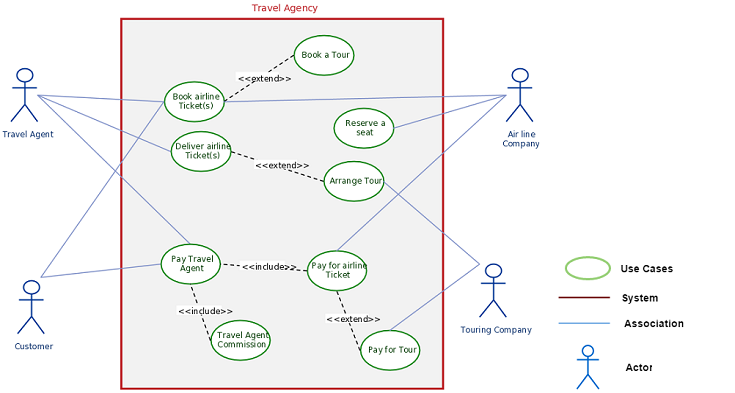 Travel Agency
Book a Tour
<<extend>>
Book airline
Ticket(s)
Travel Agent
Reserve a
seat
Air line
Company
Deliver airline
Ticket(s)
<<extend>>
Arrange Tour
Pay Travel
Agent
<<include>>
Pay for airline
Ticket
Use Cases
<<include>>
<<extend>>
System
Customer
Travel Agent
Commission
Pay for Tour
Touring Company
Association
Actor